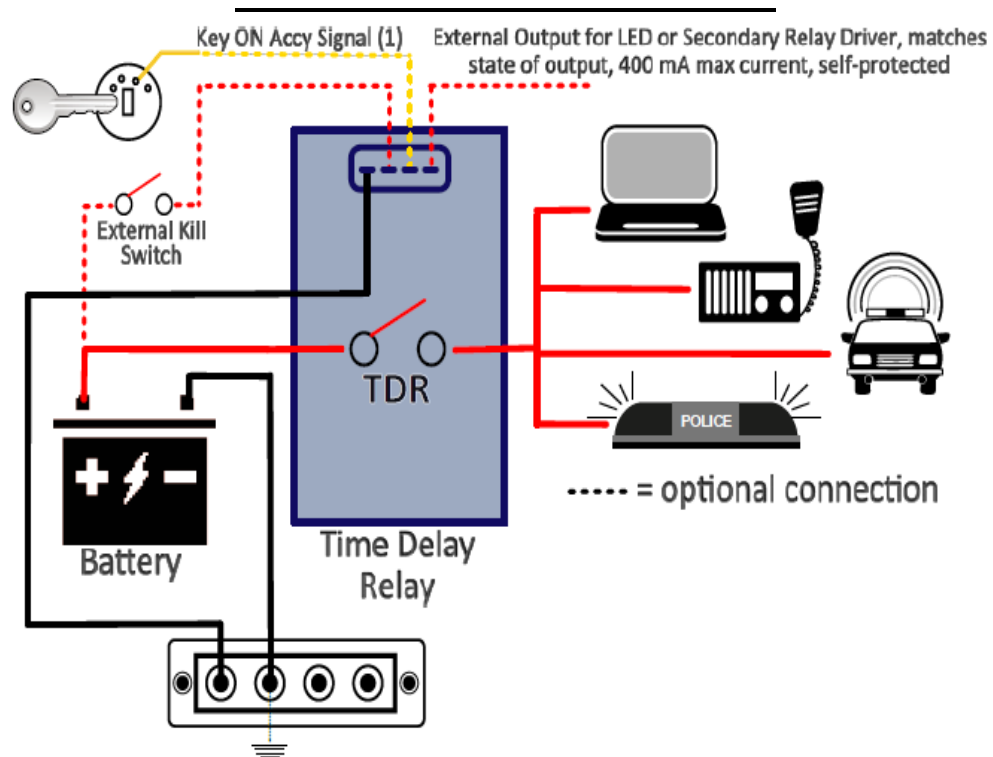 Key ON Accy Signal (1)
External Output for LED or Secondary Relay Driver, matches
state of output, 400 mA max current, self-protected
External Kill
Switch
TDR
POLICE
= optional connection
Battery
Time Delay
Relay